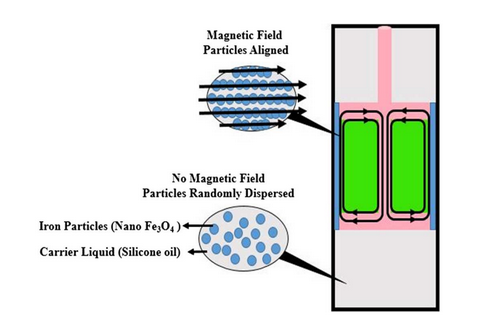 Magnetic Field
Particles Aligned
No Magnetic Field
Particles Randomly Dispersed
Iron Particles (Nano Fe₃O₄ )
Carrier Liquid (Silicone oil)